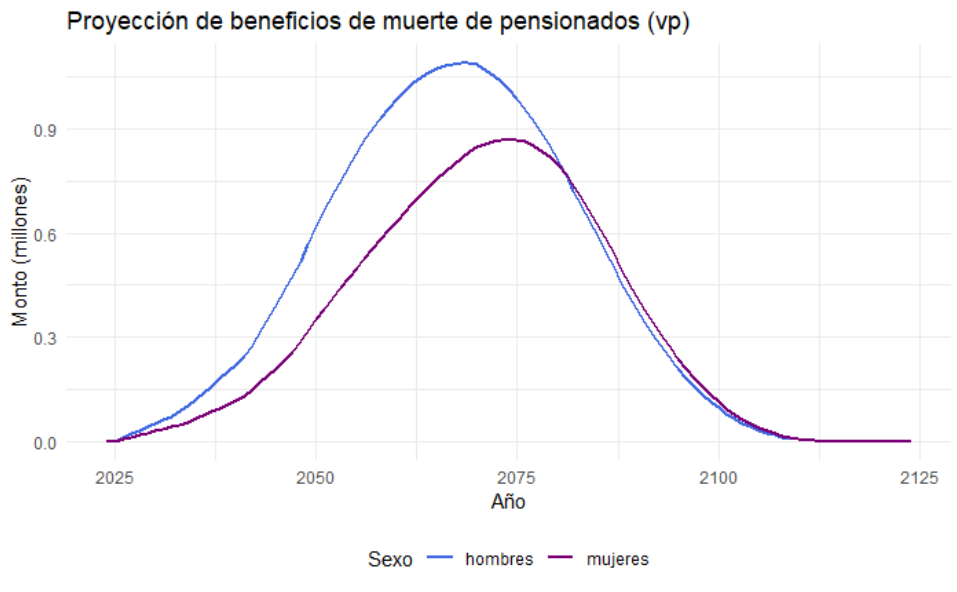 Proyección de beneficios de muerte de pensionados (vp)
Monto (millones)
0.9
0.6
0.3
0.0
2025 2050 2075 2100 2125
Año
Sexo hombres mujeres